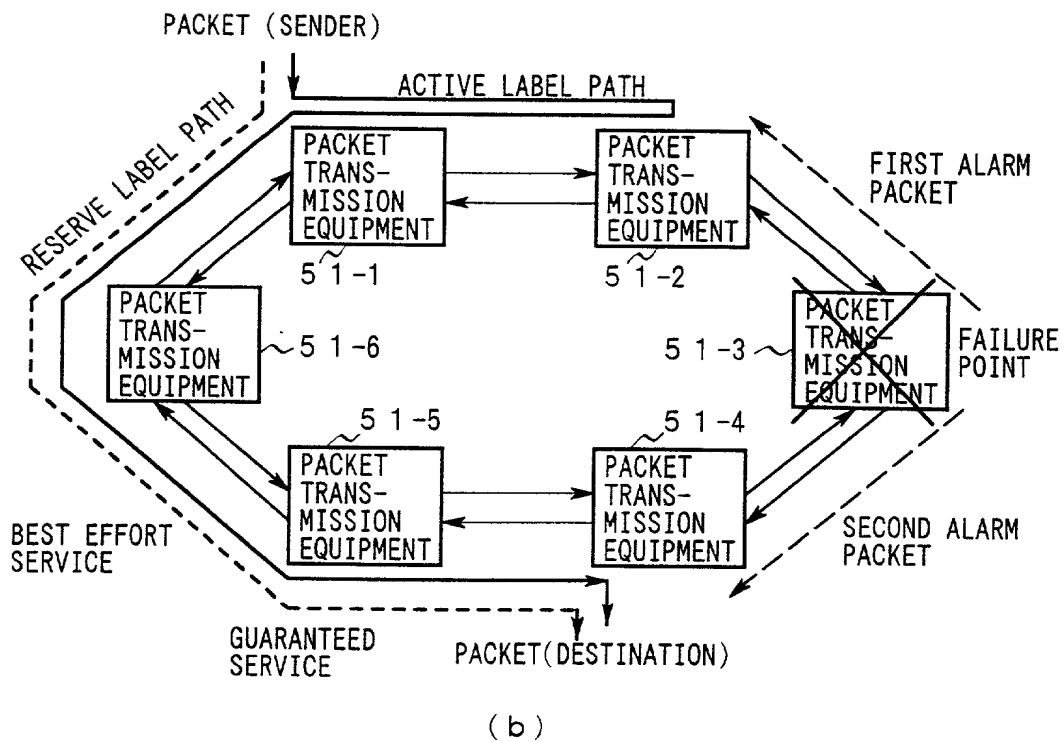 PACKET (SENDER)
ACTIVE LABEL PATH
RESERVE LABEL PATH
PACKET
TRANS-
MISSION
EQUIPMENT
51-1
PACKET
TRANS-
MISSION
EQUIPMENT
51-2
FIRST ALARM
PACKET
PACKET
TRANS-
MISSION
EQUIPMENT
51-6
51-3
PACKET
TRANS-
MISSION
EQUIPMENT
FAILURE
POINT
51-5
PACKET
TRANS-
MISSION
EQUIPMENT
51-4
PACKET
TRANS-
MISSION
EQUIPMENT
BEST EFFORT
SERVICE
SECOND ALARM
PACKET
GUARANTEED
SERVICE
PACKET(DESTINATION)
(b)